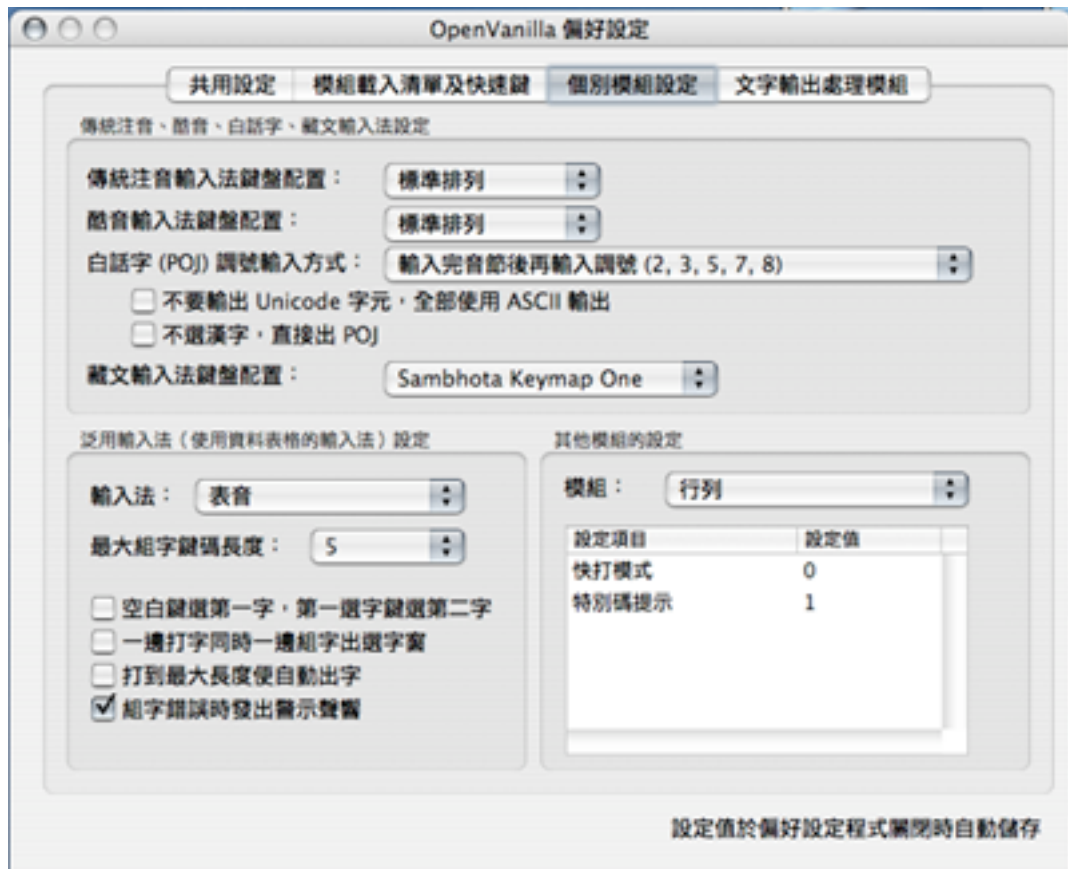 OpenVanilla 偏好設定
共用設定 模組載入清單及快速鍵 個別模組設定 文字輸出處理模組
傳統注音、酷音、白話字、藏文輸入法設定
傳統注音輸入法鍵盤配置： 標準排列
酷音輸入法鍵盤配置： 標準排列
白話字 (POJ) 調號輸入方式： 輸入完音節後再輸入調號 (2, 3, 5, 7, 8)
不要輸出 Unicode 字元，全部使用 ASCII 輸出
不選漢字，直接出 POJ
藏文輸入法鍵盤配置： Sambhota Keymap One
泛用輸入法（使用資料表格的輸入法）設定
輸入法： 表音
最大組字鍵碼長度： 5
空白鍵選第一字，第一選字鍵選第二字
一邊打字同時一邊組字出選字窗
打到最大長度便自動出字
組字錯誤時發出警示聲響
其他模組的設定
模組： 行列
設定項目 設定值
快打模式 0
特別碼提示 1
設定值於偏好設定程式關閉時自動儲存